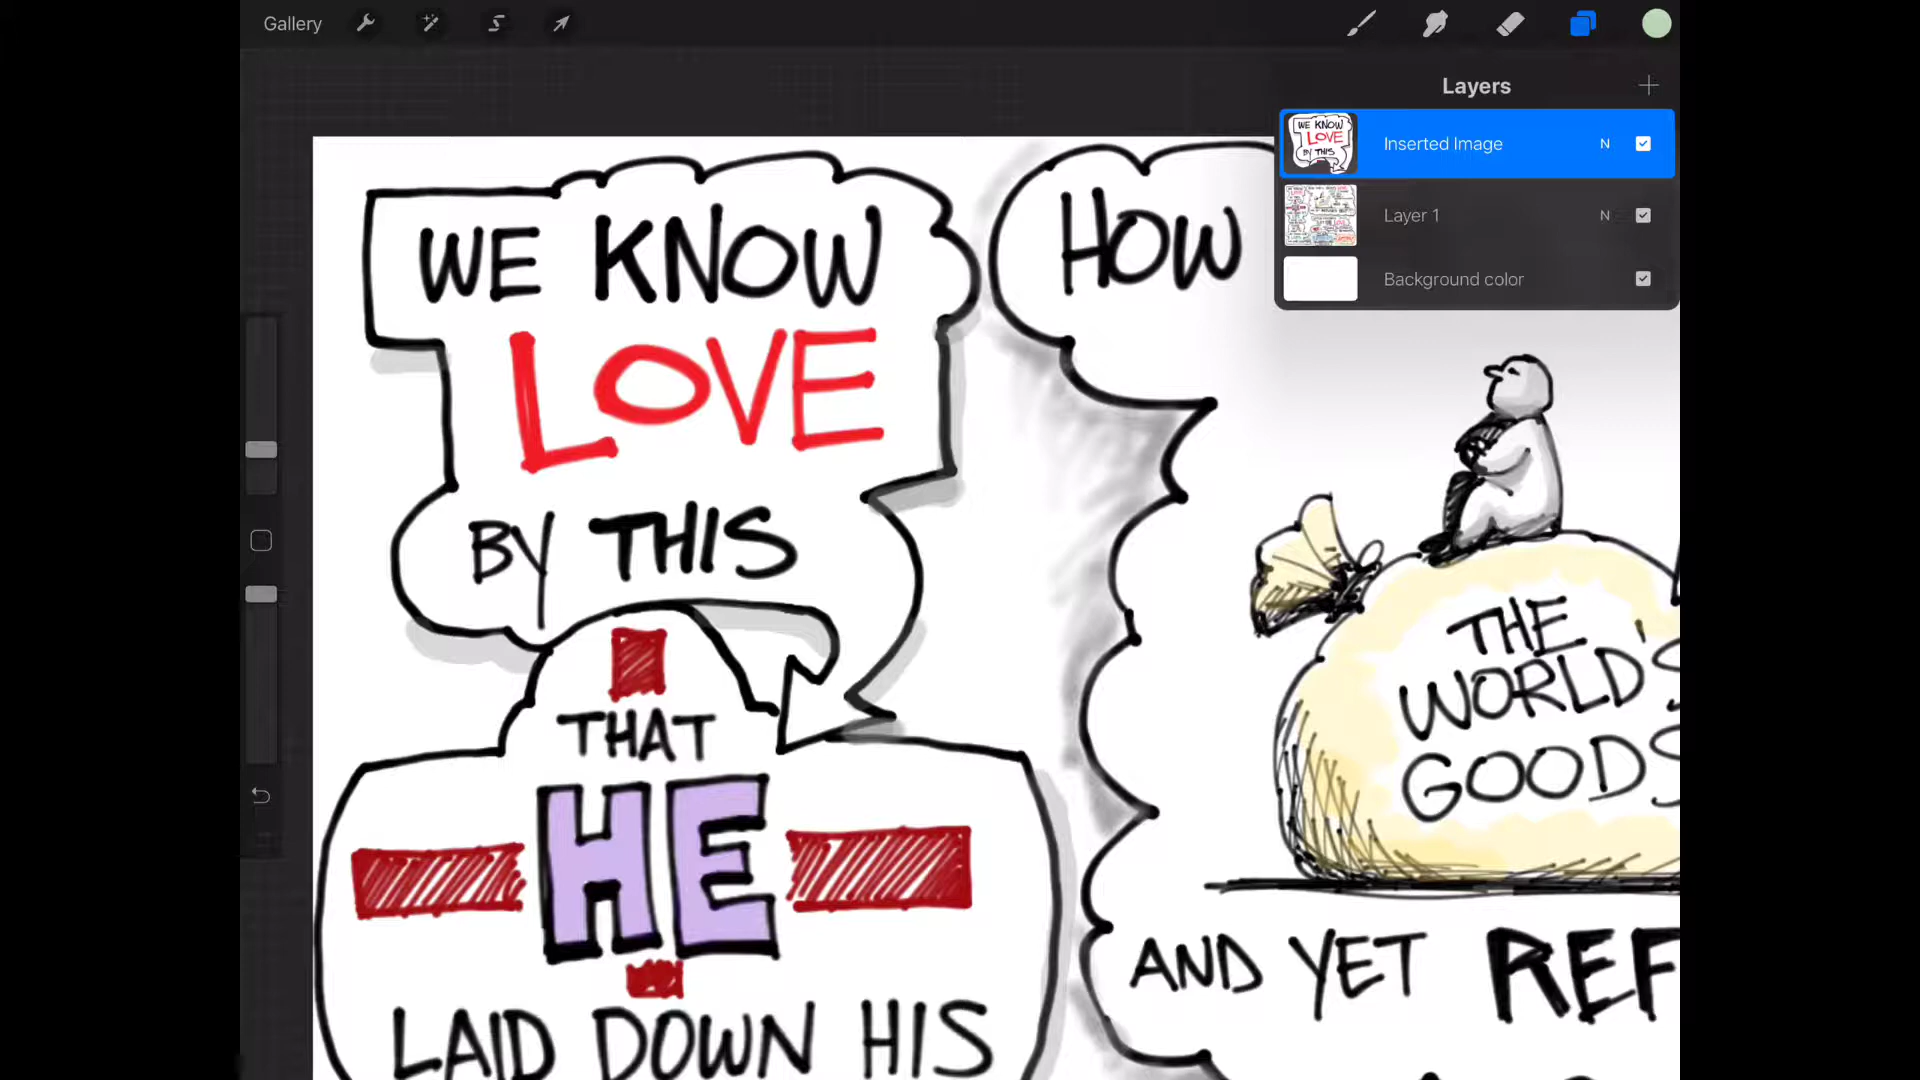 Gallery
Layers
Inserted Image N
Layer 1 N
Background color
WE KNOW
LOVE
BY THIS
THAT
HE
LAID DOWN HIS
HOW
THE
WORLD'S
GOODS
AND YET REF